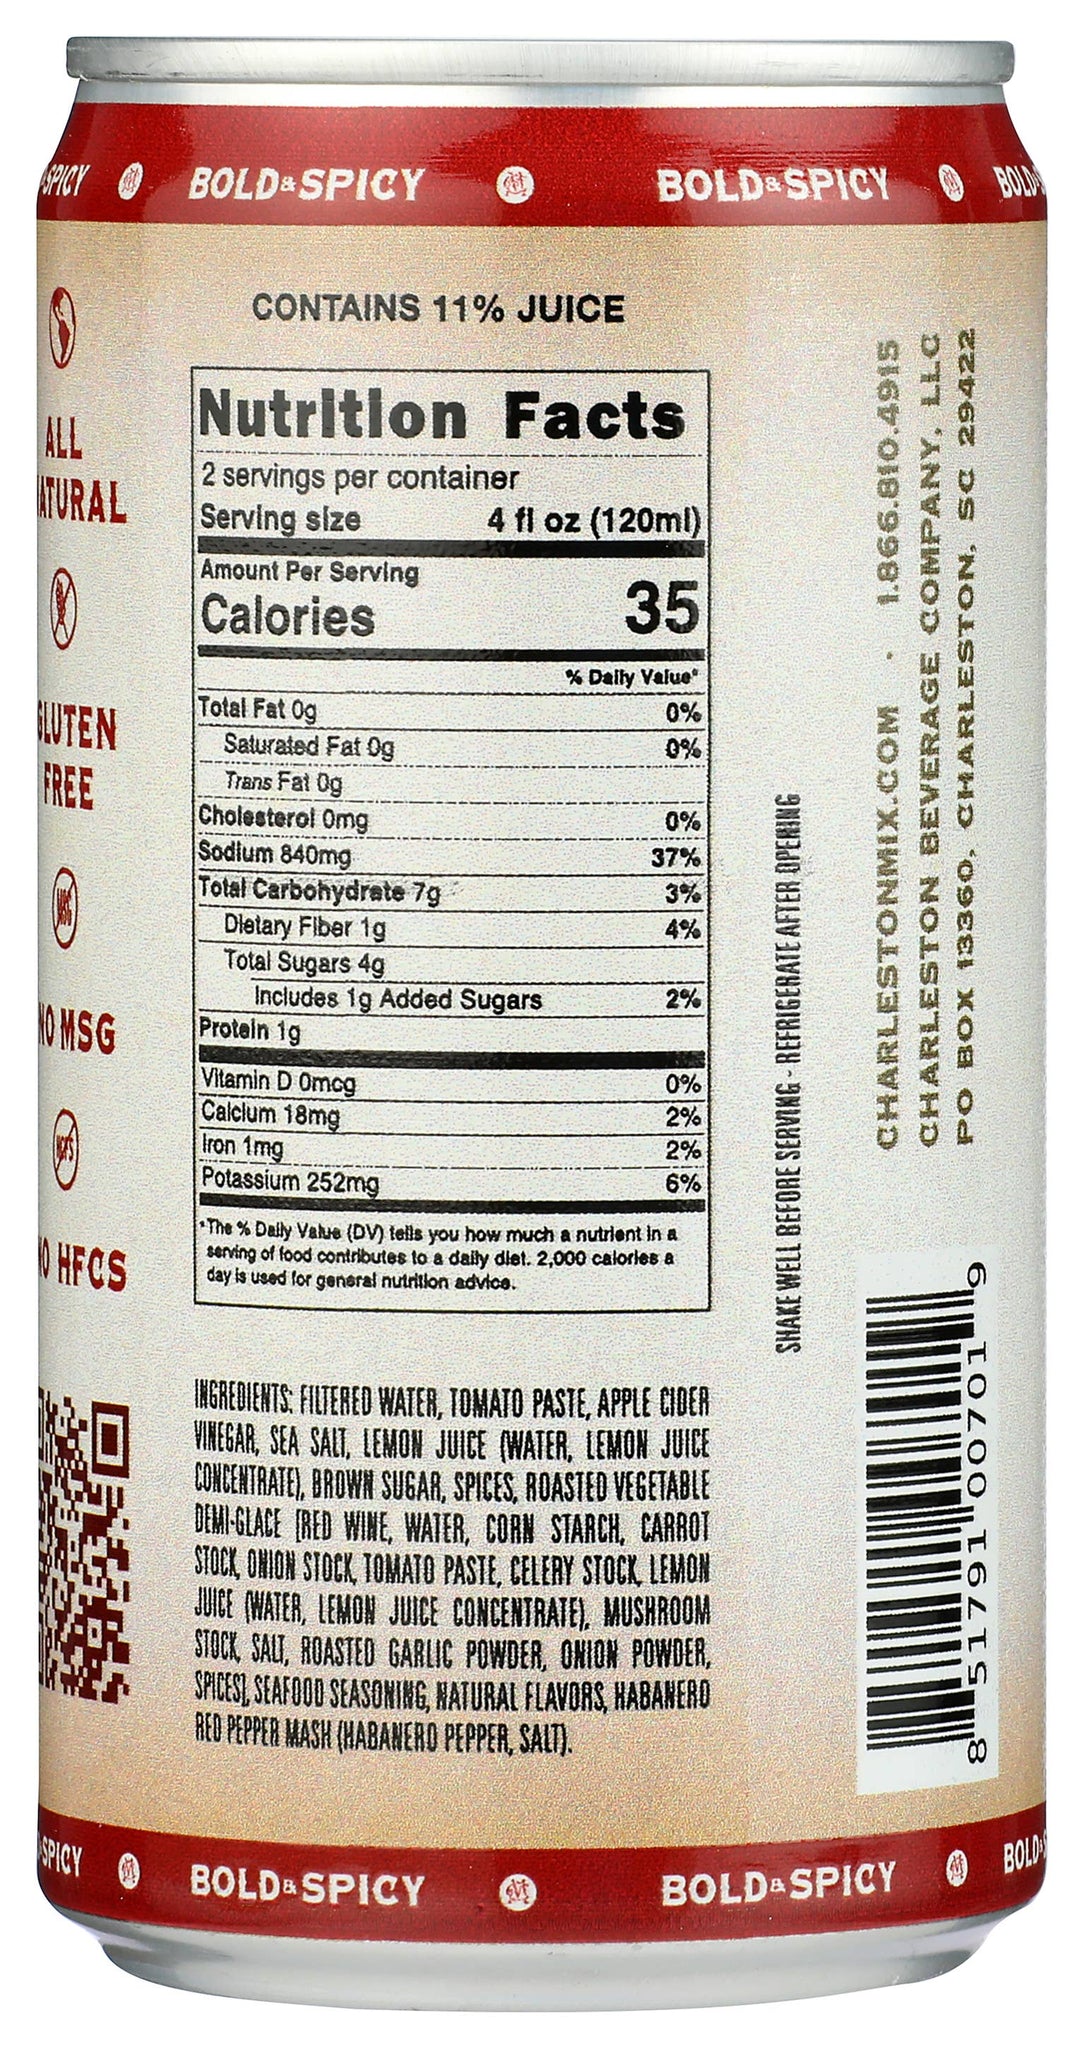 SPICY BOLD & SPICY BOLD & SPICY BOLD &
CONTAINS 11% JUICE
ALL
NATURAL
GLUTEN
FREE
NO MSG
NO HFCS
Nutrition Facts
2 servings per container
Serving size 4 fl oz (120ml)
Amount Per Serving
Calories 35
% Daily Value*
Total Fat 0g 0%
Saturated Fat 0g 0%
Trans Fat 0g
Cholesterol 0mg 0%
Sodium 840mg 37%
Total Carbohydrate 7g 3%
Dietary Fiber 1g 4%
Total Sugars 4g
Includes 1g Added Sugars 2%
Protein 1g
Vitamin D 0mcg 0%
Calcium 18mg 2%
Iron 1mg 2%
Potassium 252mg 6%
*The % Daily Value (DV) tells you how much a nutrient in a
serving of food contributes to a daily diet. 2,000 calories a
day is used for general nutrition advice.
INGREDIENTS: FILTERED WATER, TOMATO PASTE, APPLE CIDER
VINEGAR, SEA SALT, LEMON JUICE (WATER, LEMON JUICE
CONCENTRATE), BROWN SUGAR, SPICES, ROASTED VEGETABLE
DEMI-GLACE [RED WINE, WATER, CORN STARCH, CARROT
STOCK, ONION STOCK, TOMATO PASTE, CELERY STOCK, LEMON
JUICE (WATER, LEMON JUICE CONCENTRATE), MUSHROOM
STOCK, SALT, ROASTED GARLIC POWDER, ONION POWDER,
SPICES], SEAFOOD SEASONING, NATURAL FLAVORS, HABANERO
RED PEPPER MASH (HABANERO PEPPER, SALT).
SHAKE WELL BEFORE SERVING - REFRIGERATE AFTER OPENING
CHARLESTONMIX.COM · 1.866.810.4915
CHARLESTON BEVERAGE COMPANY, LLC
PO BOX 13360, CHARLESTON, SC 29422
8 51791 00701 9
SPICY BOLD & SPICY BOLD & SPICY BOLD &